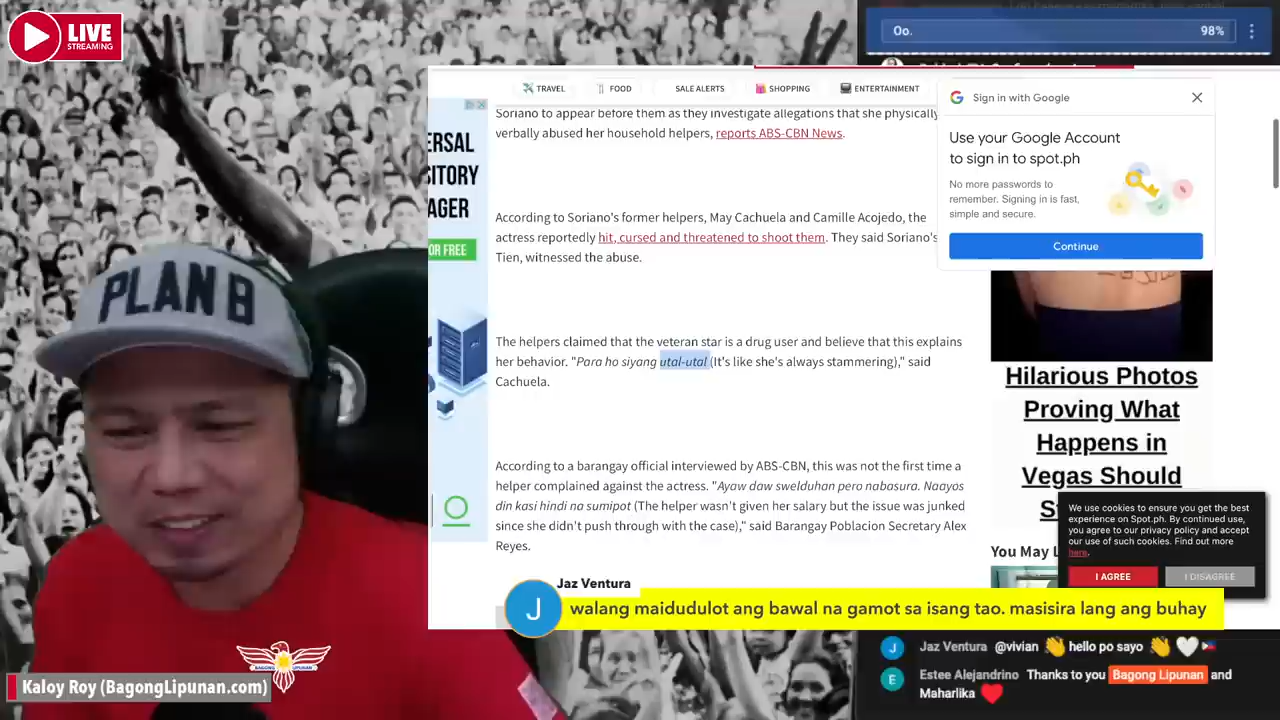 LIVE
STREAMING
PLAN B
BAGONG LIPUNAN
Kaloy Roy (BagongLipunan.com)
Oo.
98%
TRAVEL
FOOD
SALE ALERTS
SHOPPING
ENTERTAINMENT
ERSAL
SITORY
AGER
OR FREE
Soriano to appear before them as they investigate allegations that she physically
verbally abused her household helpers, reports ABS-CBN News.
According to Soriano's former helpers, May Cachuela and Camille Acojedo, the
actress reportedly hit, cursed and threatened to shoot them. They said Soriano's
Tien, witnessed the abuse.
The helpers claimed that the veteran star is a drug user and believe that this explains
her behavior. "Para ho siyang utal-utal (It's like she's always stammering)," said
Cachuela.
According to a barangay official interviewed by ABS-CBN, this was not the first time a
helper complained against the actress. "Ayaw daw swelduhan pero nabosura. Naayos
din kasi hindi na sumipot (The helper wasn't given her salary but the issue was junked
since she didn't push through with the case)," said Barangay Poblacion Secretary Alex
Reyes.
Sign in with Google
Use your Google Account
to sign in to spot.ph
No more passwords to
remember. Signing in is fast,
simple and secure.
Continue
Hilarious Photos
Proving What
Happens in
Vegas Should
You May L
We use cookies to ensure you get the best
experience on Spot.ph. By continued use,
you agree to our privacy policy and accept
our use of such cookies. Find out more
here.
I AGREE
I DISAGREE
Jaz Ventura
J
walang maidudulot ang bawal na gamot sa isang tao. masisira lang ang buhay
J
Jaz Ventura @vivian 👋 hello po sayo 👋 🤍 🇵🇭
E
Estee Alejandrino Thanks to you Bagong Lipunan and
Maharlika ❤️